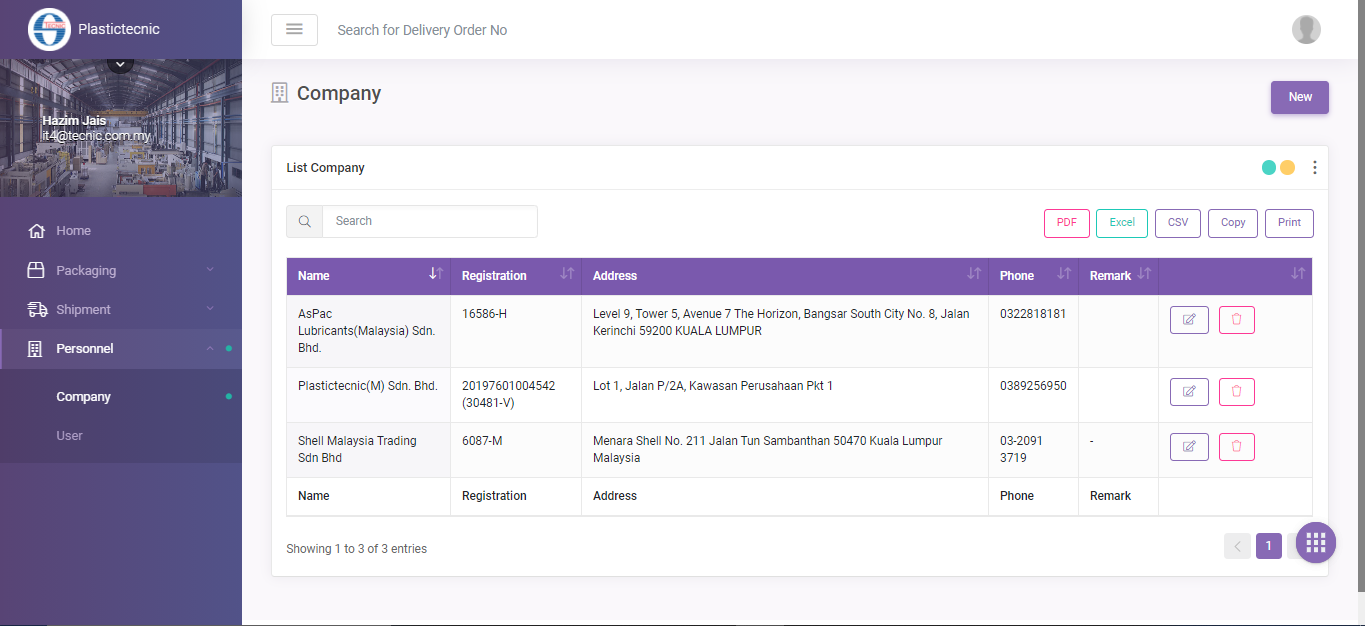 Plastictecnic
Search for Delivery Order No
Hazim Jais
it4@tecnic.com.my
Home
Packaging
Shipment
Personnel
Company
User
Company
New
List Company
Search
PDF
Excel
CSV
Copy
Print
Name
Registration
Address
Phone
Remark
AsPac
Lubricants(Malaysia) Sdn.
Bhd.
16586-H
Level 9, Tower 5, Avenue 7 The Horizon, Bangsar South City No. 8, Jalan
Kerinchi 59200 KUALA LUMPUR
0322818181
Plastictecnic(M) Sdn. Bhd.
20197601004542
(30481-V)
Lot 1, Jalan P/2A, Kawasan Perusahaan Pkt 1
0389256950
Shell Malaysia Trading
Sdn Bhd
6087-M
Menara Shell No. 211 Jalan Tun Sambanthan 50470 Kuala Lumpur
Malaysia
03-2091
3719
-
Name
Registration
Address
Phone
Remark
Showing 1 to 3 of 3 entries
1